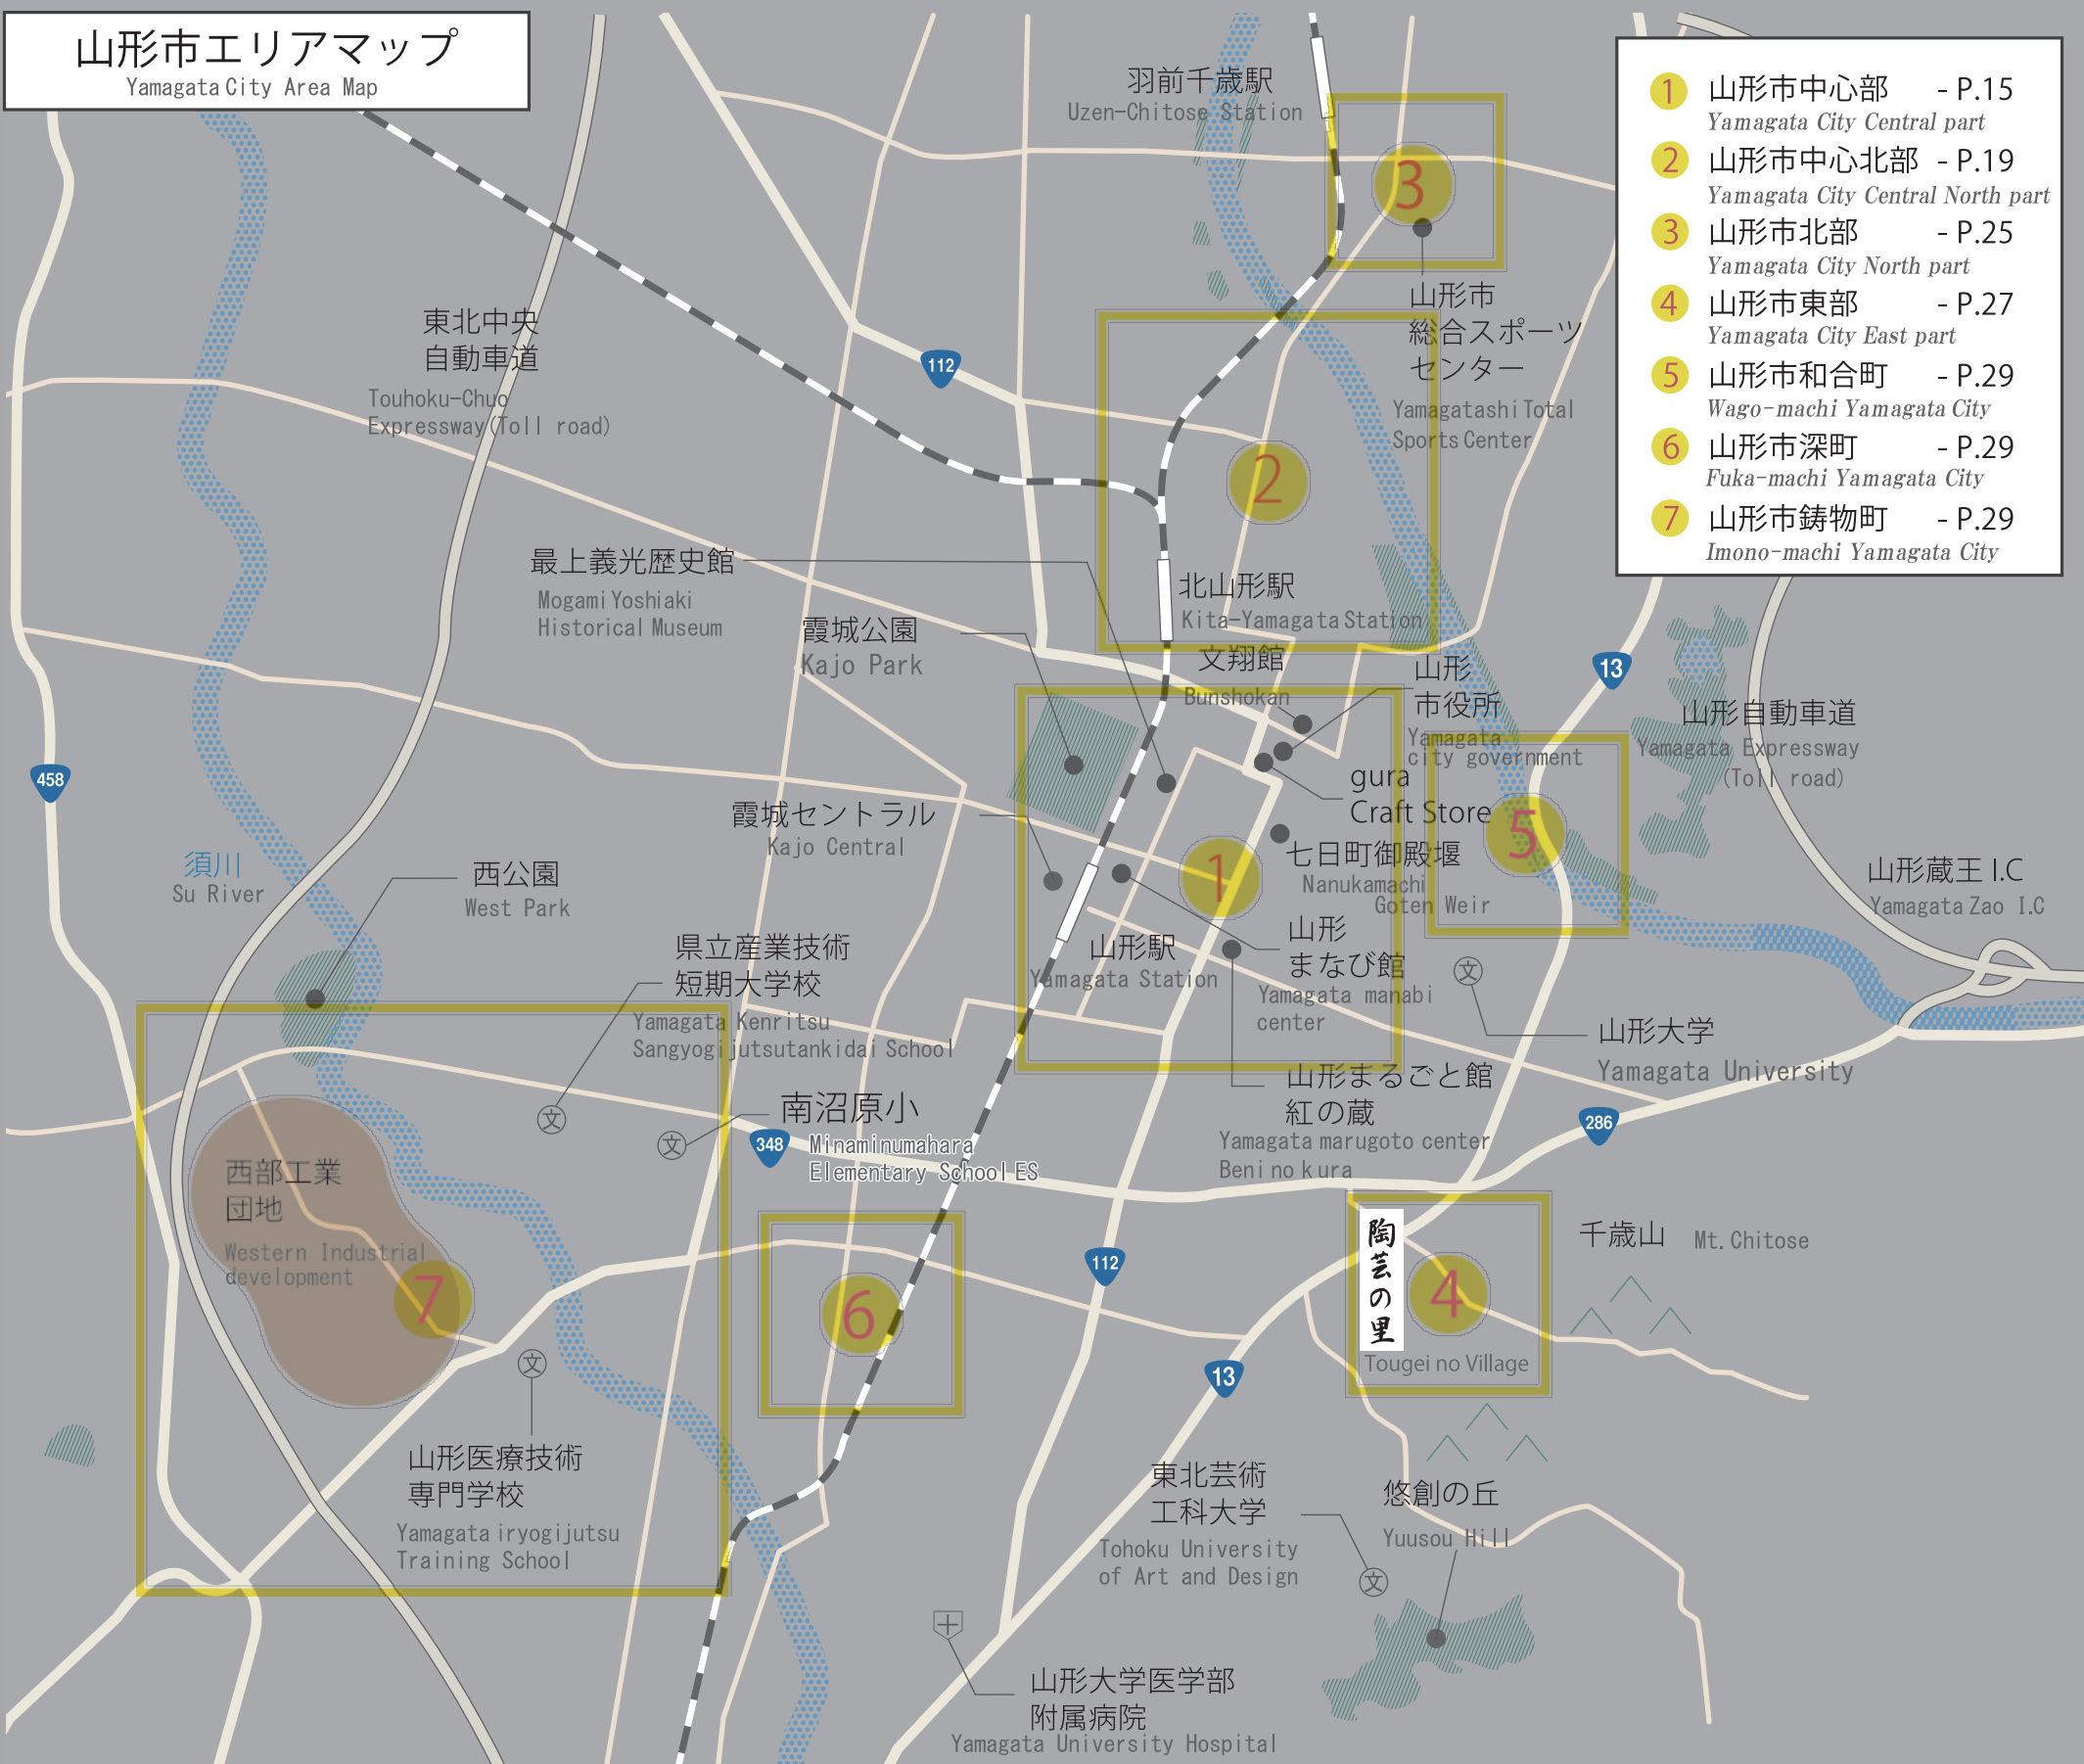 山形市エリアマップ
Yamagata City Area Map
1 山形市中心部 - P.15
Yamagata City Central part
2 山形市中心北部 - P.19
Yamagata City Central North part
3 山形市北部 - P.25
Yamagata City North part
4 山形市東部 - P.27
Yamagata City East part
5 山形市和合町 - P.29
Wago-machi Yamagata City
6 山形市深町 - P.29
Fuka-machi Yamagata City
7 山形市鋳物町 - P.29
Imono-machi Yamagata City
羽前千歳駅
Uzen-Chitose Station
3
山形市
総合スポーツ
センター
Yamagatashi Total
Sports Center
東北中央
自動車道
Touhoku-Chuo
Expressway(Toll road)
112
2
最上義光歴史館
Mogami Yoshiaki
Historical Museum
北山形駅
Kita-Yamagata Station
霞城公園
Kajo Park
文翔館
Bunshokan
山形
市役所
Yamagata
city government
13
山形自動車道
Yamagata Expressway
(Toll road)
458
gura
Craft Store
霞城セントラル
Kajo Central
5
1
七日町御殿堰
Nanukamachi
Goten Weir
須川
Su River
西公園
West Park
山形蔵王 I.C
Yamagata Zao I.C
県立産業技術
短期大学校
Yamagata Kenritsu
Sangyogijutsutankidai School
山形駅
Yamagata Station
山形
まなび館
Yamagata manabi
center
文
山形大学
Yamagata University
山形まるごと館
紅の蔵
Yamagata marugoto center
Beni no kura
文
文
南沼原小
Minaminumahara
Elementary School ES
348
286
西部工業
団地
Western Industrial
development
7
6
112
陶芸の里
Tougei no Village
4
千歳山
Mt.Chitose
13
文
山形医療技術
専門学校
Yamagata iryogijutsu
Training School
東北芸術
工科大学
Tohoku University
of Art and Design
文
悠創の丘
Yuusou Hill
山形大学医学部
附属病院
Yamagata University Hospital